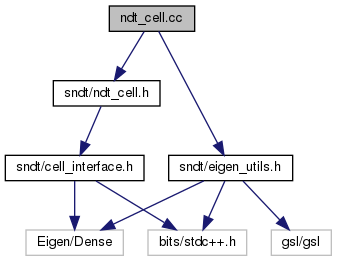 ndt_cell.cc
sndt/ndt_cell.h
sndt/cell_interface.h
sndt/eigen_utils.h
Eigen/Dense
bits/stdc++.h
gsl/gsl